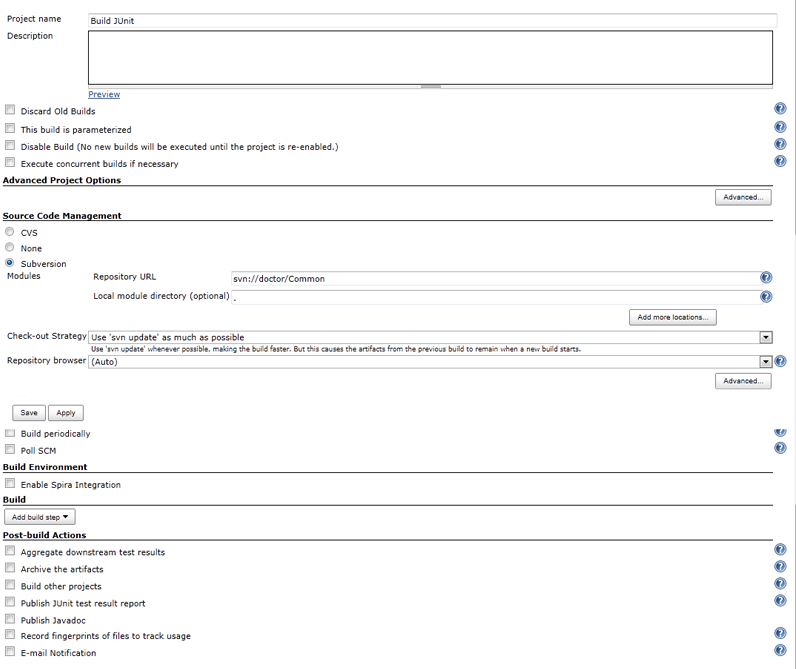 Project name Build JUnit
Description
Preview
Discard Old Builds
This build is parameterized
Disable Build (No new builds will be executed until the project is re-enabled.)
Execute concurrent builds if necessary
Advanced Project Options
Advanced...
Source Code Management
CVS
None
Subversion
Modules Repository URL svn://doctor/Common
Local module directory (optional) .
Add more locations...
Check-out Strategy Use 'svn update' as much as possible
Use 'svn update' whenever possible, making the build faster. But this causes the artifacts from the previous build to remain when a new build starts.
Repository browser (Auto)
Advanced...
Save Apply
Build periodically
Poll SCM
Build Environment
Enable Spira Integration
Build
Add build step
Post-build Actions
Aggregate downstream test results
Archive the artifacts
Build other projects
Publish JUnit test result report
Publish Javadoc
Record fingerprints of files to track usage
E-mail Notification